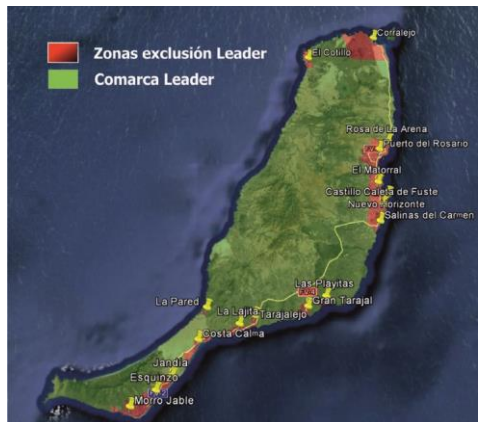 Zonas exclusión Leader
Comarca Leader
Corralejo
El Cotillo
Rosa de La Arena
Puerto del Rosario
El Matorral
Castillo Caleta de Fuste
Nuevo Horizonte
Salinas del Carmen
Las Playitas
La Pared
Gran Tarajal
La Lajita
Tarajalejo
Costa Calma
Jandía
Esquinzo
Morro Jable